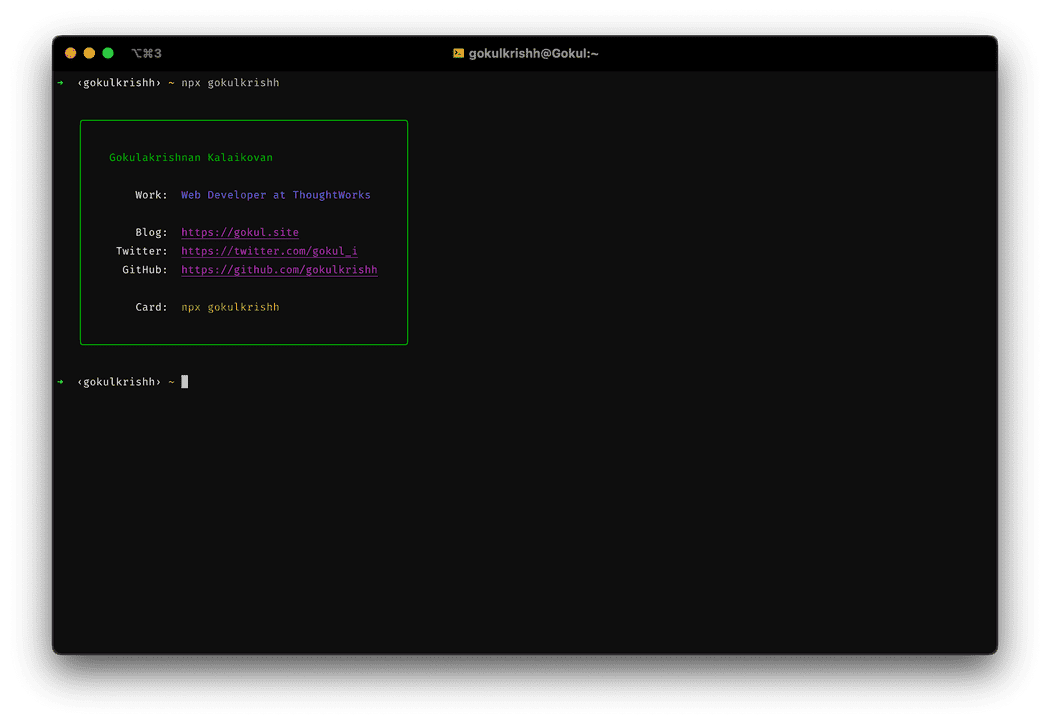 ⌥⌘3
gokulkrishh@Gokul:~
➜ ‹gokulkrishh› ~ npx gokulkrishh
Gokulakrishnan Kalaikovan
Work: Web Developer at ThoughtWorks
Blog: https://gokul.site
Twitter: https://twitter.com/gokul_i
GitHub: https://github.com/gokulkrishh
Card: npx gokulkrishh
➜ ‹gokulkrishh› ~